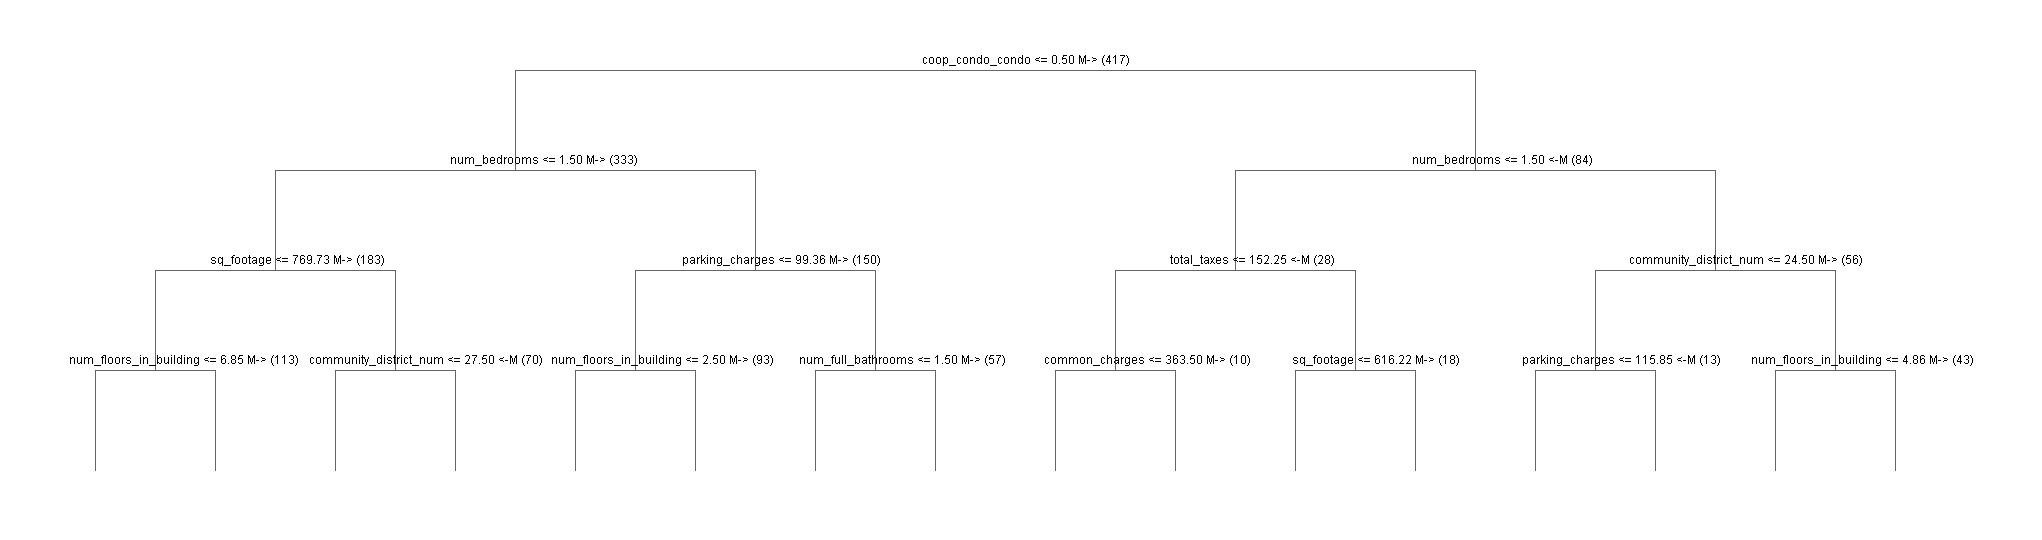 coop_condo_condo <= 0.50 M-> (417)
num_bedrooms <= 1.50 M-> (333)
num_bedrooms <= 1.50 <-M (84)
sq_footage <= 769.73 M-> (183)
parking_charges <= 99.36 M-> (150)
total_taxes <= 152.25 <-M (28)
community_district_num <= 24.50 M-> (56)
num_floors_in_building <= 6.85 M-> (113)
community_district_num <= 27.50 <-M (70)
num_floors_in_building <= 2.50 M-> (93)
num_full_bathrooms <= 1.50 M-> (57)
common_charges <= 363.50 M-> (10)
sq_footage <= 616.22 M-> (18)
parking_charges <= 115.85 <-M (13)
num_floors_in_building <= 4.86 M-> (43)